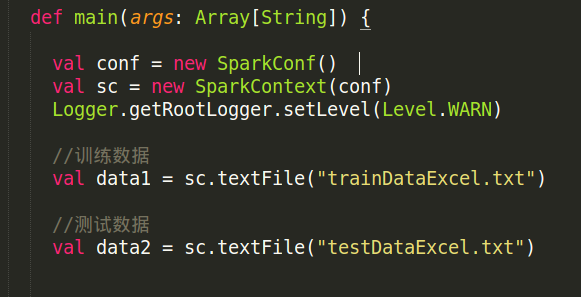 def main(args: Array[String]) {
val conf = new SparkConf()
val sc = new SparkContext(conf)
Logger.getRootLogger.setLevel(Level.WARN)
//训练数据
val data1 = sc.textFile("trainDataExcel.txt")
//测试数据
val data2 = sc.textFile("testDataExcel.txt")